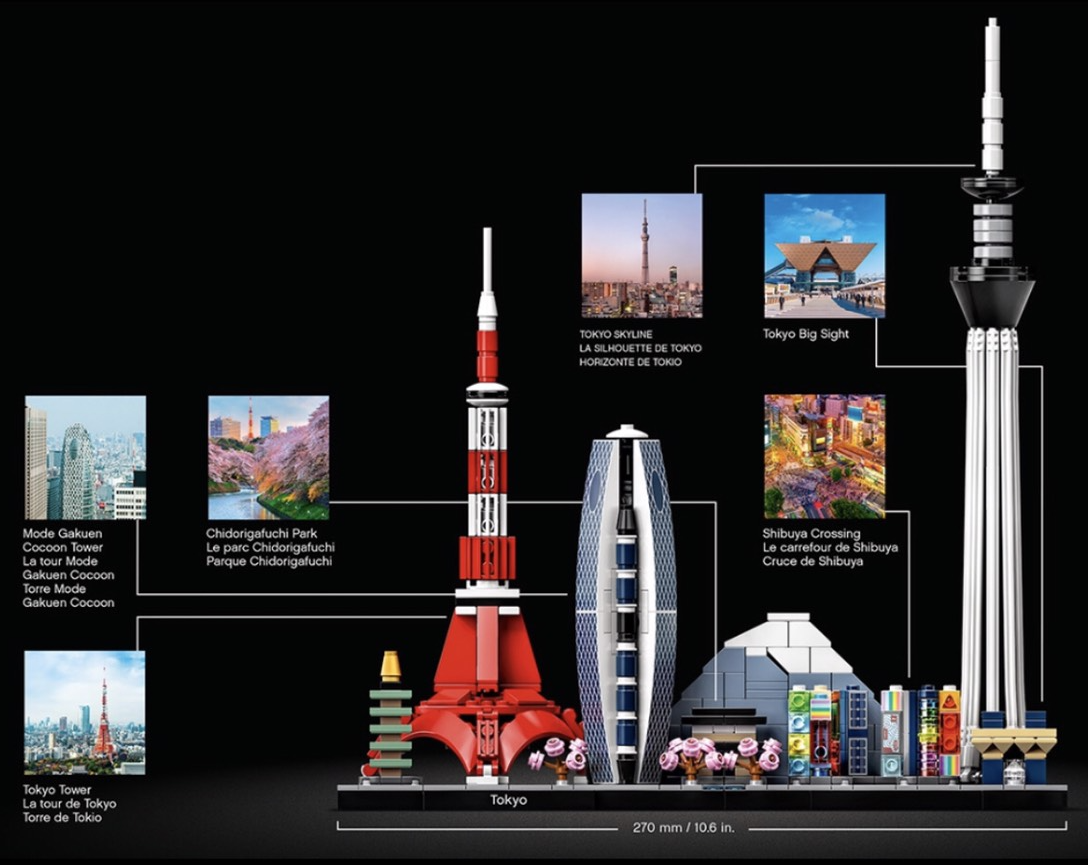 TOKYO SKYLINE
LA SILHOUETTE DE TOKYO
HORIZONTE DE TOKIO
Tokyo Big Sight
Mode Gakuen
Cocoon Tower
La tour Mode
Gakuen Cocoon
Torre Mode
Gakuen Cocoon
Chidorigafuchi Park
Le parc Chidorigafuchi
Parque Chidorigafuchi
Shibuya Crossing
Le carrefour de Shibuya
Cruce de Shibuya
Tokyo Tower
La tour de Tokyo
Torre de Tokio
Tokyo
270 mm / 10.6 in.